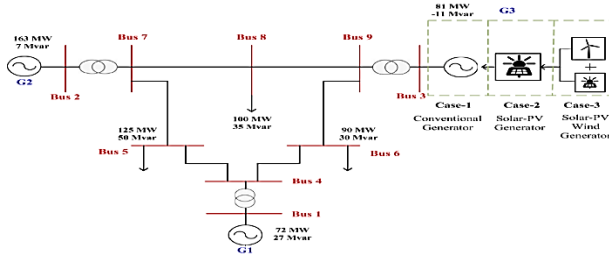 81 MW
-11 Mvar
G3
163 MW
7 Mvar
Bus 7
Bus 8
Bus 9
G2
Bus 2
Bus 3
Case-1
Conventional
Generator
Case-2
Solar-PV
Generator
Case-3
Solar-PV
Wind
Generator
+
100 MW
35 Mvar
125 MW
50 Mvar
90 MW
30 Mvar
Bus 5
Bus 6
Bus 4
Bus 1
72 MW
27 Mvar
G1